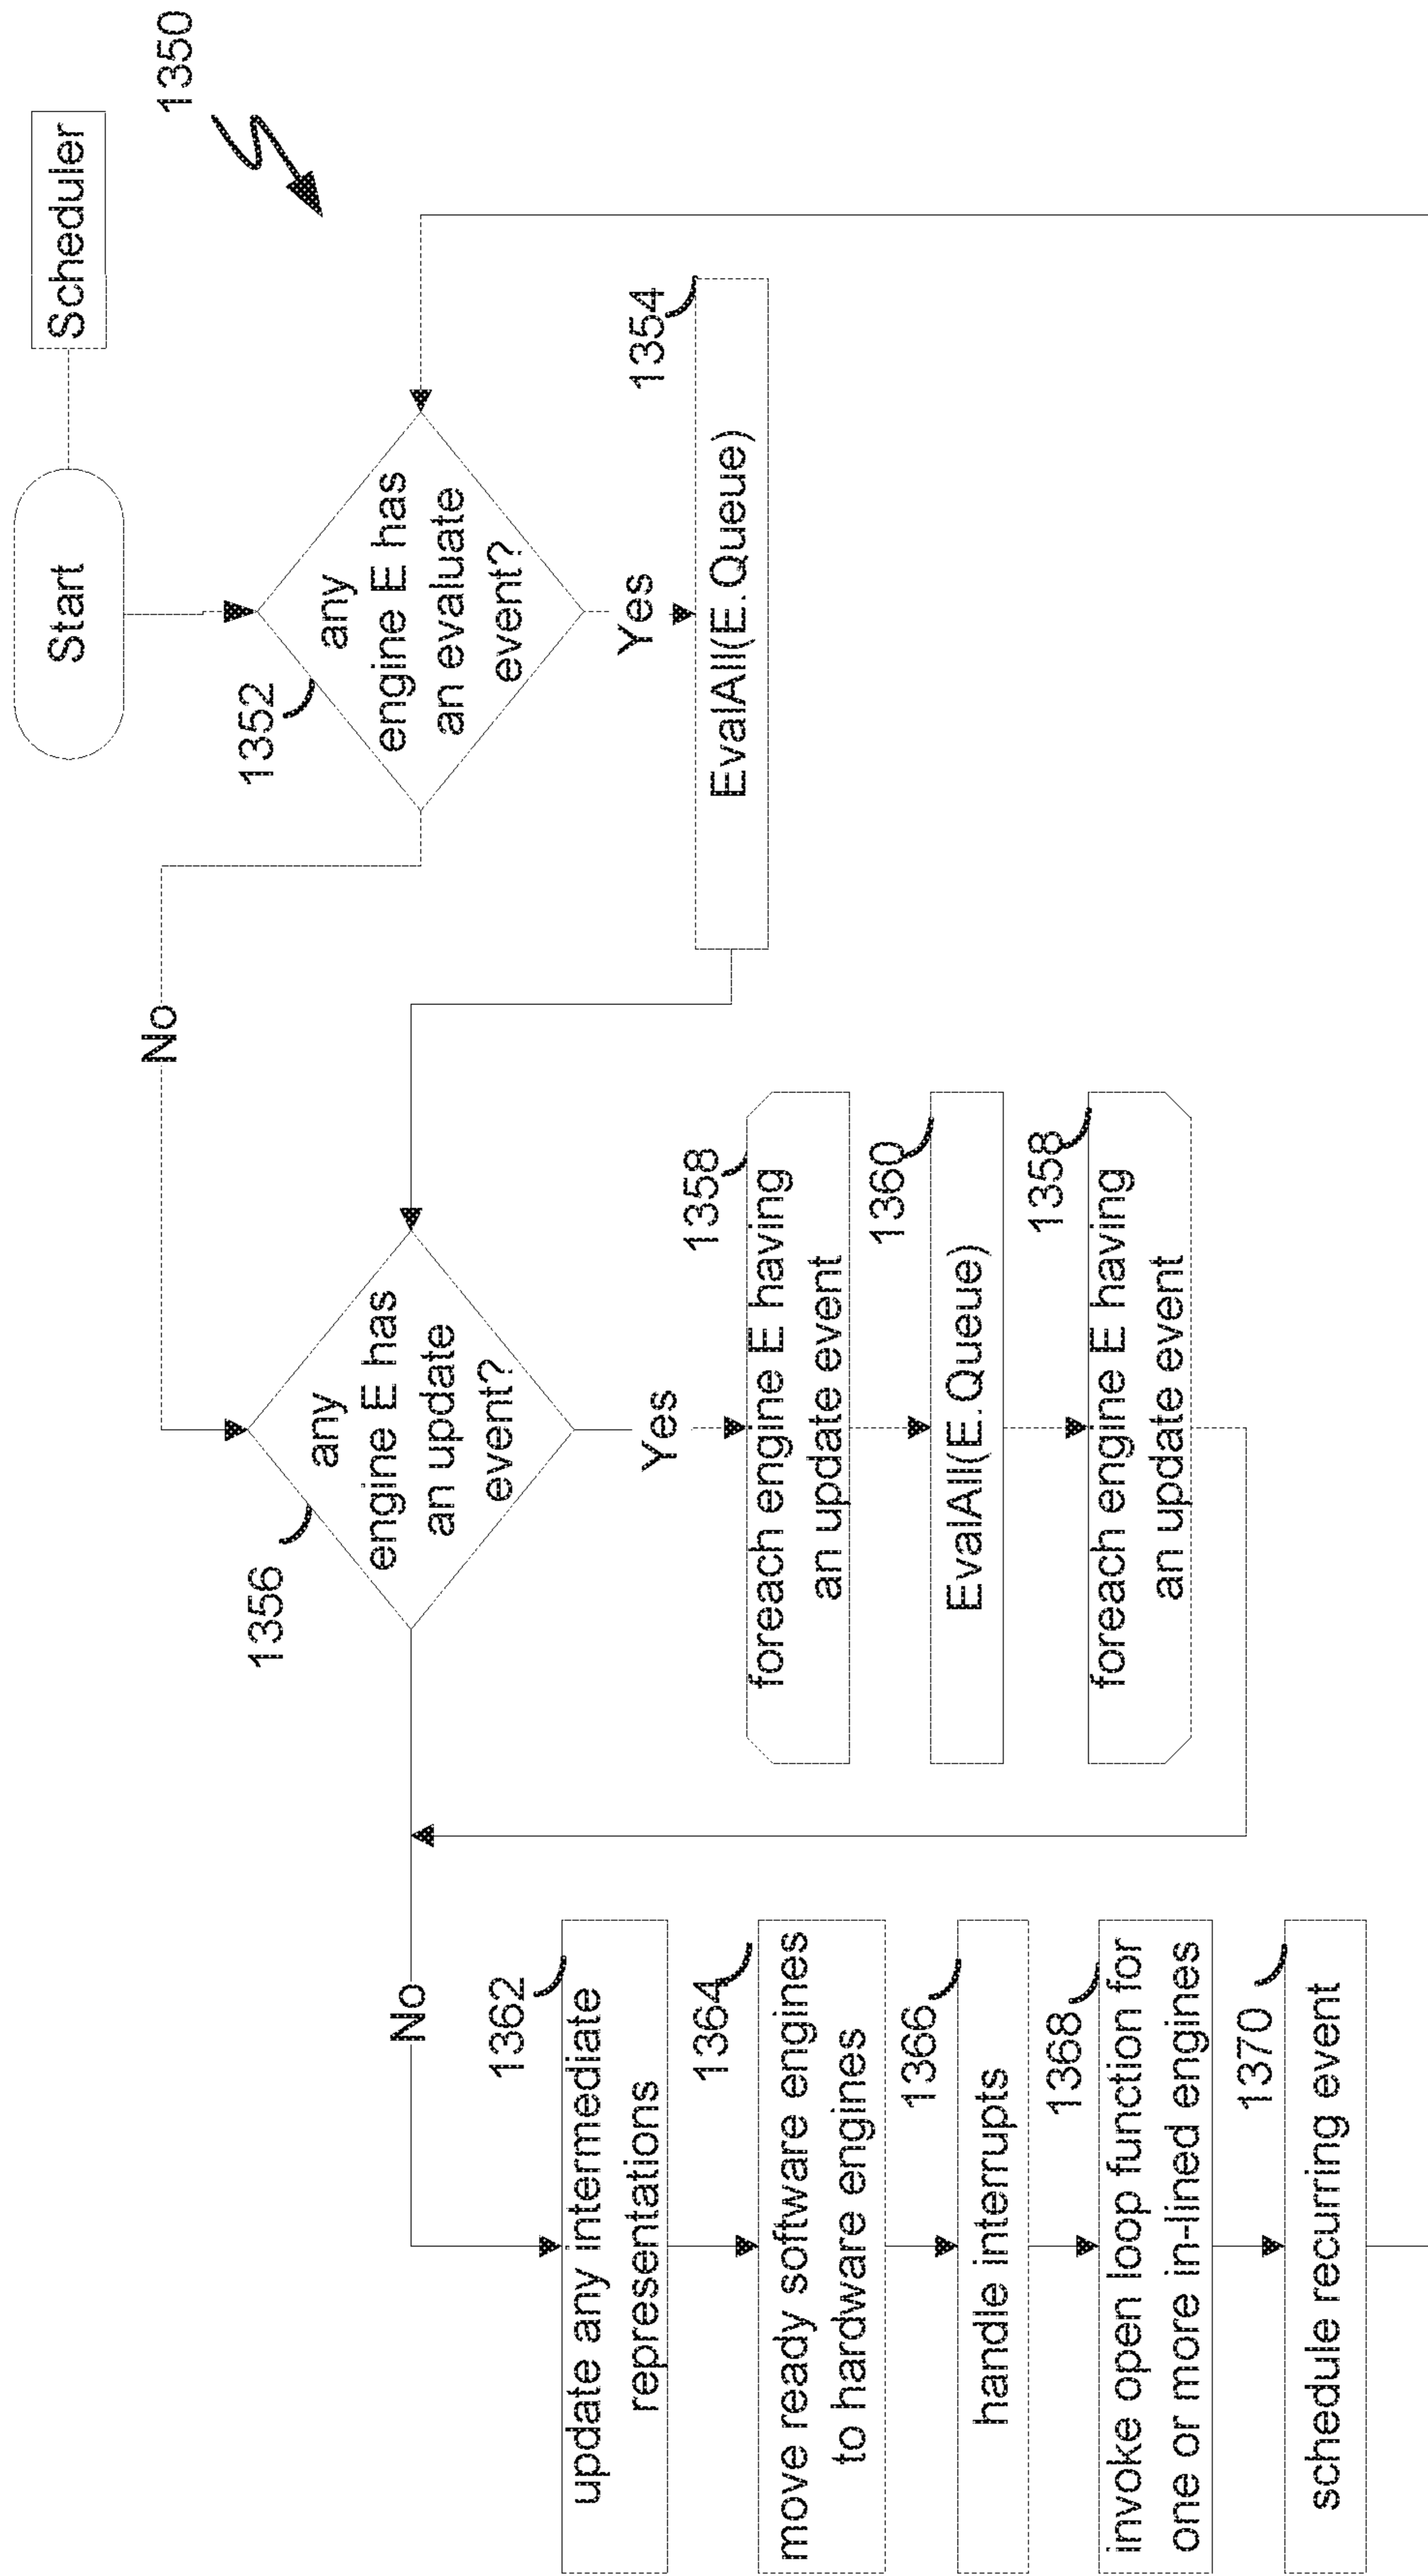 Start
Scheduler
1350
1352
any
engine E has
an evaluate
event?
Yes
No
1354
EvalAll(E.Queue)
1356
any
engine E has
an update
event?
Yes
No
1358
foreach engine E having
an update event
1360
EvalAll(E.Queue)
1358
foreach engine E having
an update event
1362
update any intermediate
representations
1364
move ready software engines
to hardware engines
1366
handle interrupts
1368
invoke open loop function for
one or more in-lined engines
1370
schedule recurring event